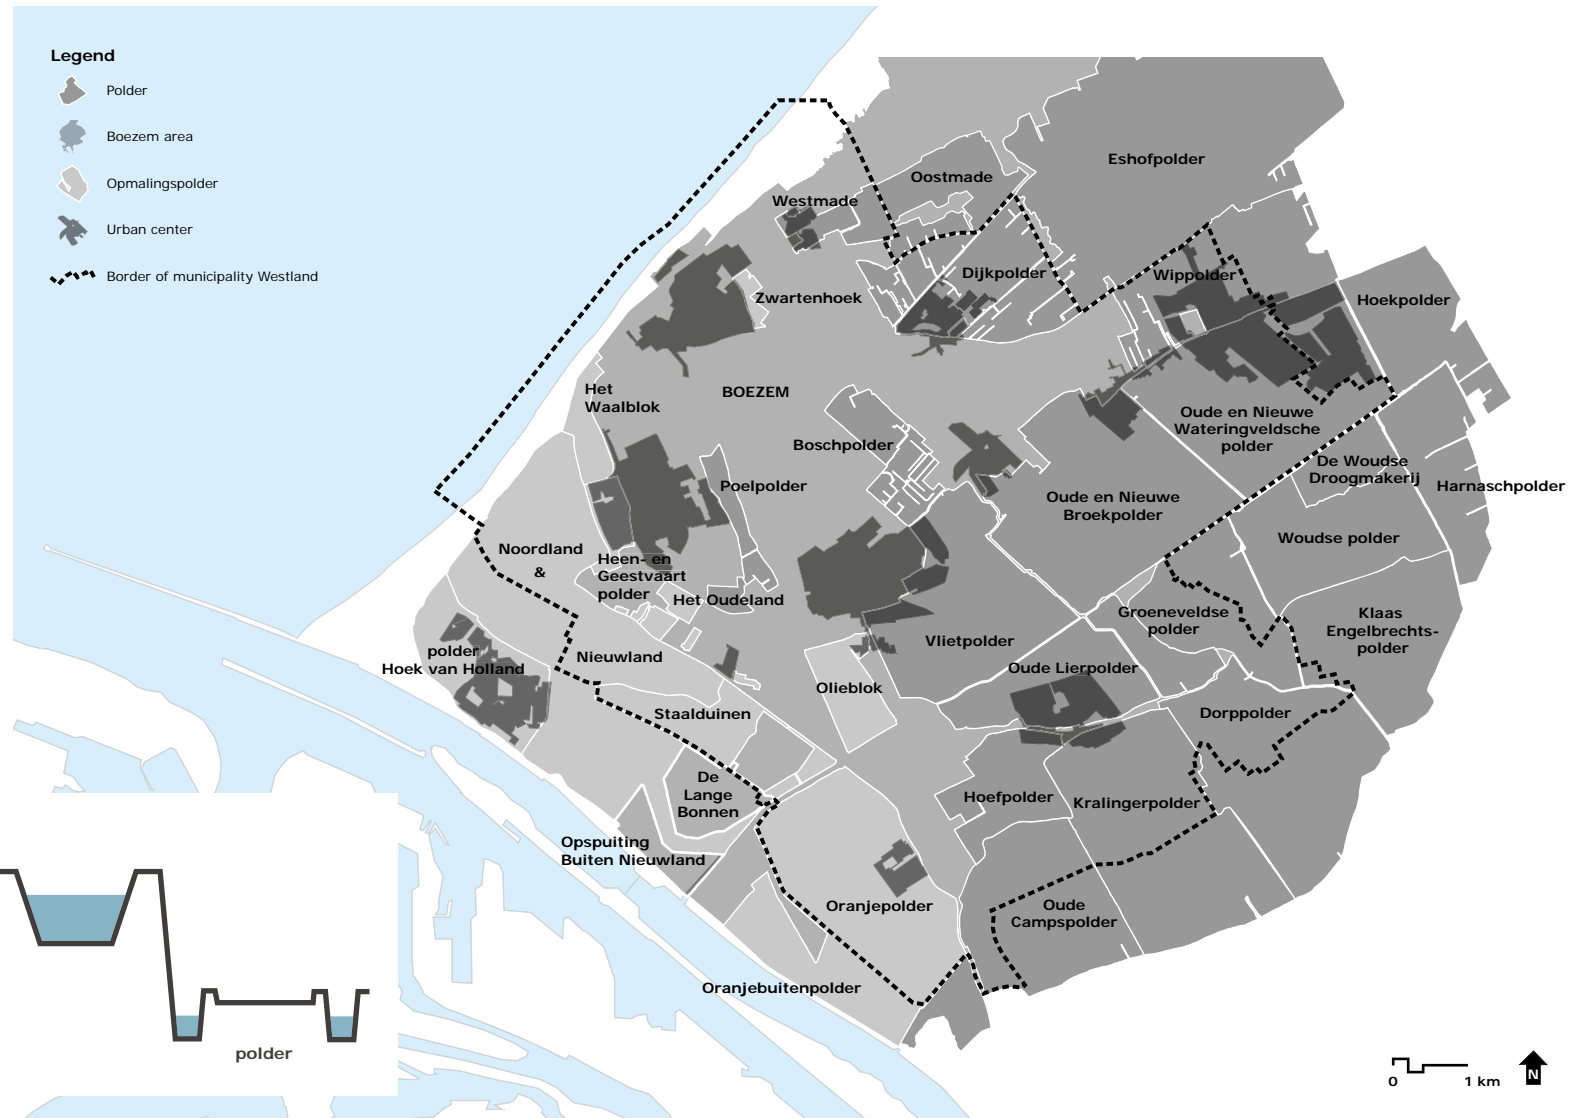 Legend
Polder
Boezem area
Opmalingspolder
Urban center
Border of municipality Westland
Eshofpolder
Oostmade
Westmade
Dijkpolder
Wippolder
Zwartenhoek
Hoekpolder
Het
Waalblok
BOEZEM
Oude en Nieuwe
Wateringveldsche
polder
Boschpolder
De Woudse
Droogmakerij
Poelpolder
Harnaschpolder
Oude en Nieuwe
Broekpolder
Woudse polder
Noordland
&
Heen- en
Geestvaart
polder
Het Oudeland
Groeneveldse
polder
Klaas
Engelbrechts-
polder
Vlietpolder
polder
Hoek van Holland
Nieuwland
Oude Lierpolder
Olieblok
Staalduinen
Dorppolder
De
Lange
Bonnen
Hoefpolder
Kralingerpolder
Opspuiting
Buiten Nieuwland
Oranjepolder
Oude
Campspolder
Oranjebuitenpolder
polder
0
1 km
N